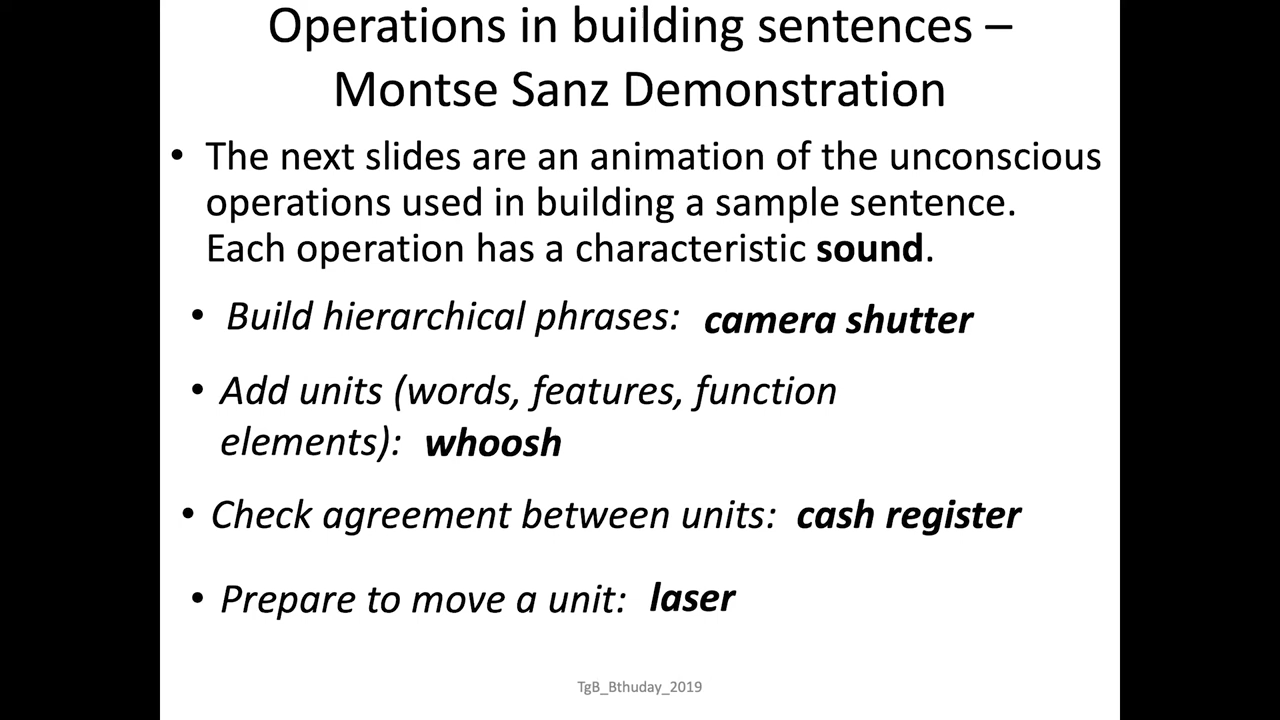 Operations in building sentences –
Montse Sanz Demonstration
• The next slides are an animation of the unconscious
operations used in building a sample sentence.
Each operation has a characteristic sound.
• Build hierarchical phrases: camera shutter
• Add units (words, features, function
elements): whoosh
• Check agreement between units: cash register
• Prepare to move a unit: laser
TgB_Bthuday_2019